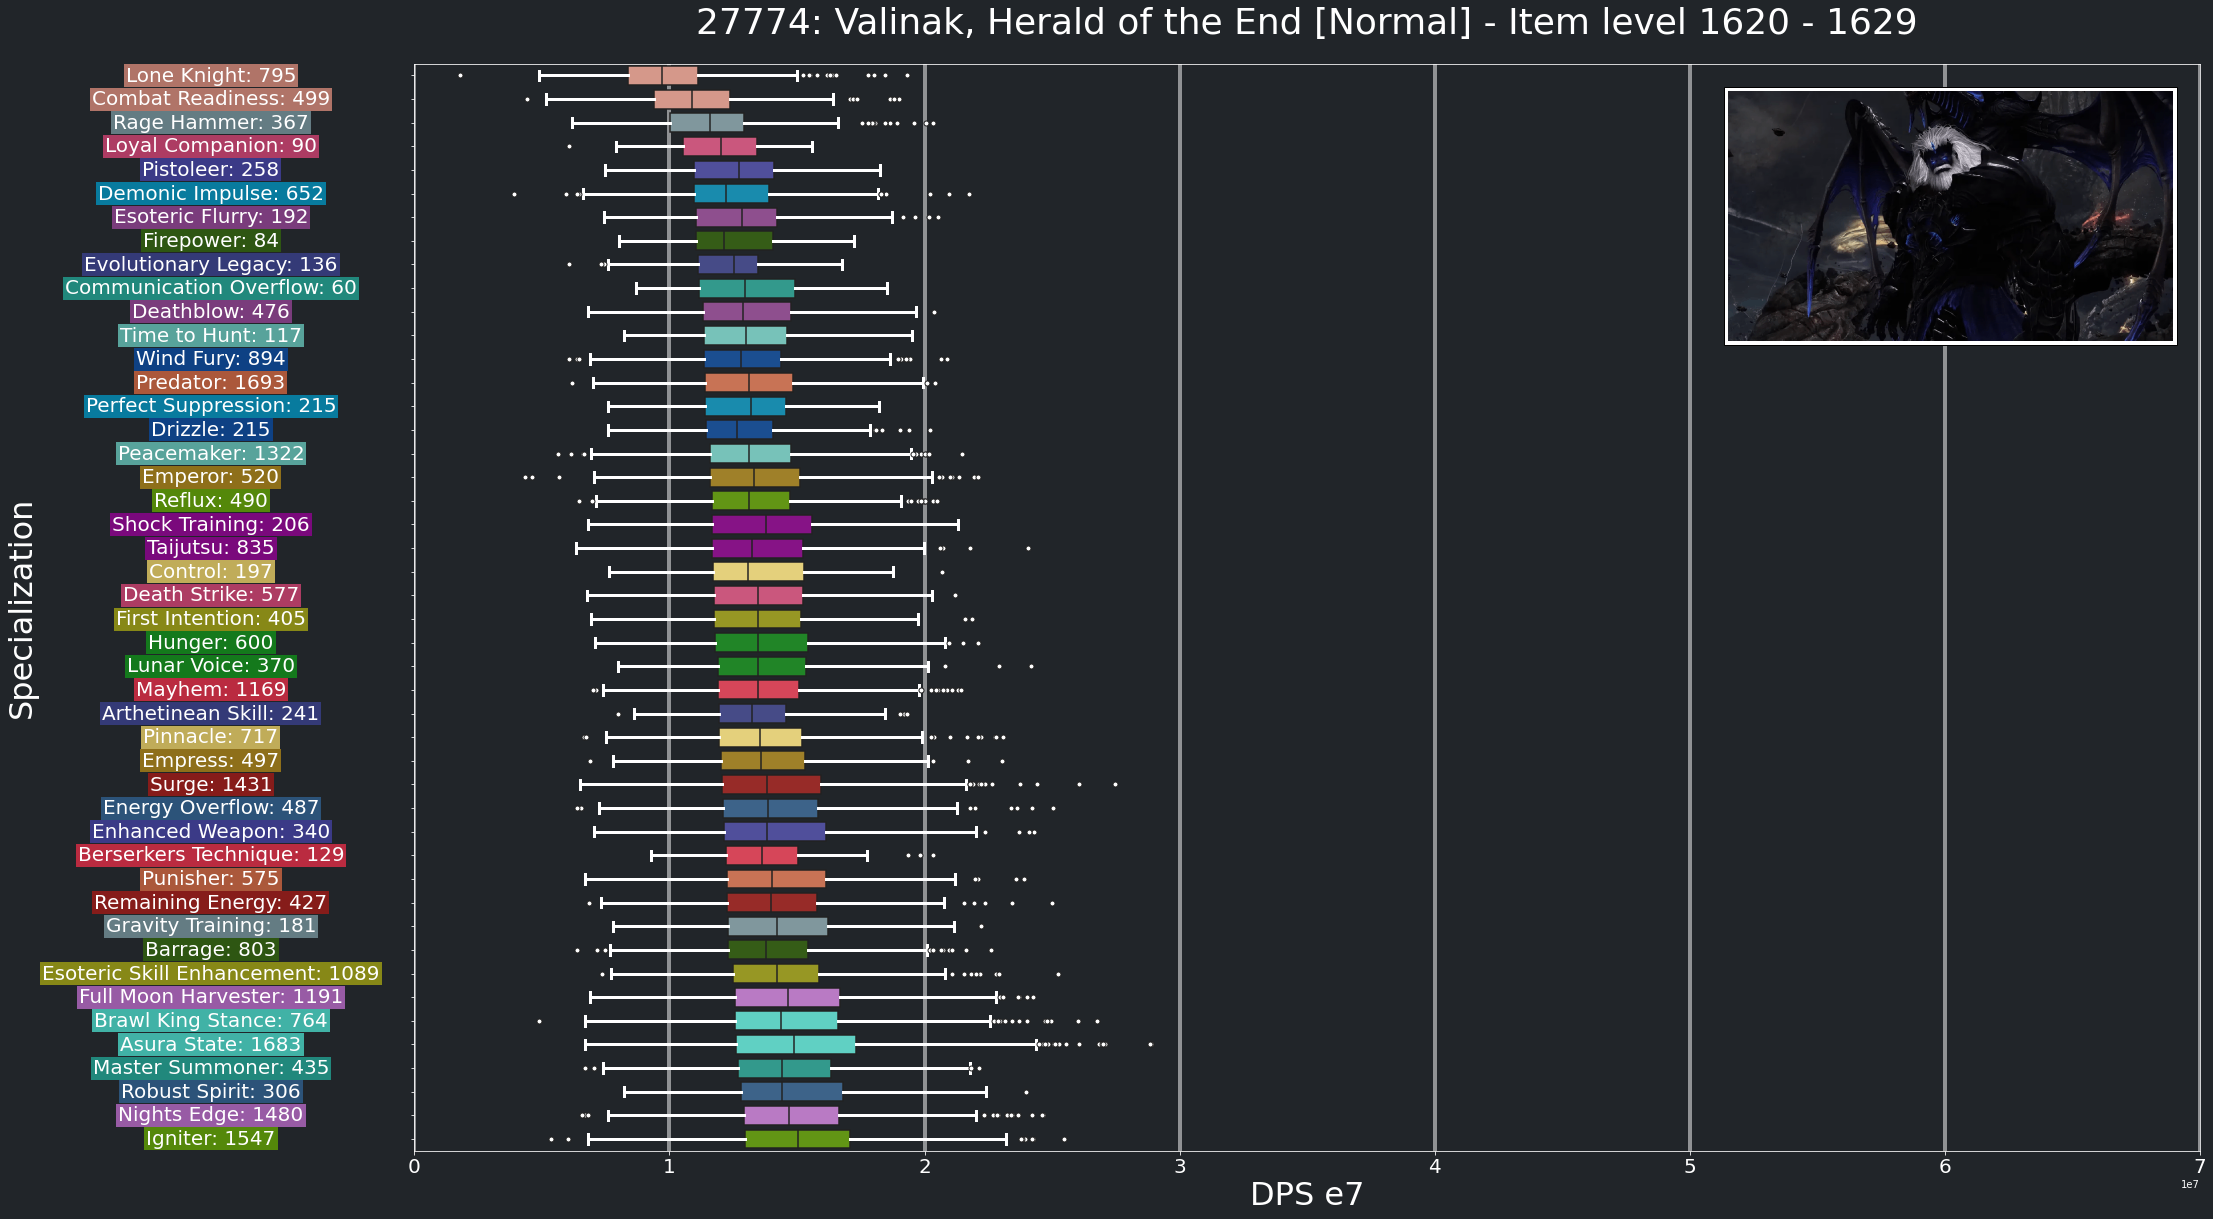 27774: Valinak, Herald of the End [Normal] - Item level 1620 - 1629
Specialization
Lone Knight: 795
Combat Readiness: 499
Rage Hammer: 367
Loyal Companion: 90
Pistoleer: 258
Demonic Impulse: 652
Esoteric Flurry: 192
Firepower: 84
Evolutionary Legacy: 136
Communication Overflow: 60
Deathblow: 476
Time to Hunt: 117
Wind Fury: 894
Predator: 1693
Perfect Suppression: 215
Drizzle: 215
Peacemaker: 1322
Emperor: 520
Reflux: 490
Shock Training: 206
Taijutsu: 835
Control: 197
Death Strike: 577
First Intention: 405
Hunger: 600
Lunar Voice: 370
Mayhem: 1169
Arthetinean Skill: 241
Pinnacle: 717
Empress: 497
Surge: 1431
Energy Overflow: 487
Enhanced Weapon: 340
Berserkers Technique: 129
Punisher: 575
Remaining Energy: 427
Gravity Training: 181
Barrage: 803
Esoteric Skill Enhancement: 1089
Full Moon Harvester: 1191
Brawl King Stance: 764
Asura State: 1683
Master Summoner: 435
Robust Spirit: 306
Nights Edge: 1480
Igniter: 1547
0 1 2 3 4 5 6 7
1e7
DPS e7